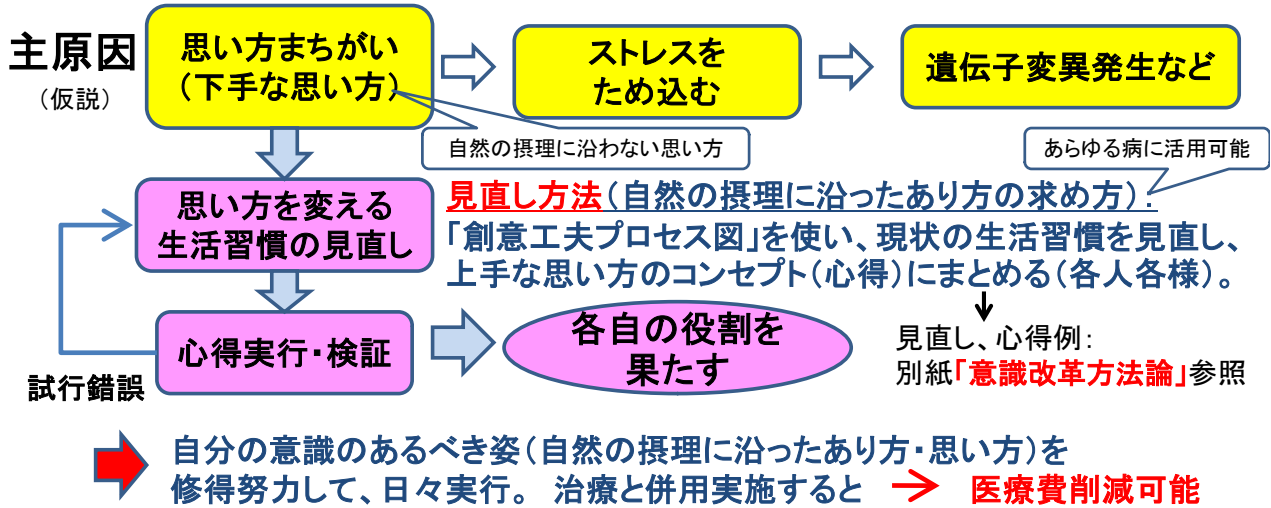 主原因
(仮説)
思い方まちがい
(下手な思い方)
ストレスを
ため込む
遺伝子変異発生など
自然の摂理に沿わない思い方
あらゆる病に活用可能
思い方を変える
生活習慣の見直し
見直し方法(自然の摂理に沿ったあり方の求め方):
「創意工夫プロセス図」を使い、現状の生活習慣を見直し、
上手な思い方のコンセプト(心得)にまとめる(各人各様)。
心得実行・検証
各自の役割を
果たす
見直し、心得例:
別紙「意識改革方法論」参照
試行錯誤
自分の意識のあるべき姿(自然の摂理に沿ったあり方・思い方)を
修得努力して、日々実行。 治療と併用実施すると → 医療費削減可能